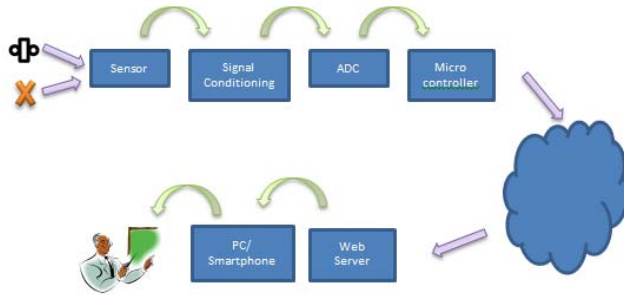 Sensor
Signal
Conditioning
ADC
Micro
controller
PC/
Smartphone
Web
Server